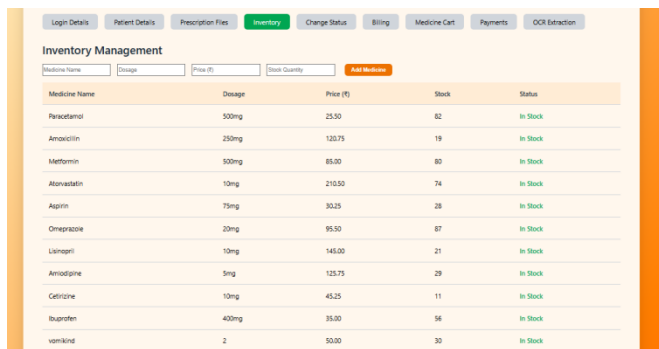 Login Details Patient Details Prescription Files Inventory Change Status Billing Medicine Cart Payments OCR Extraction
Inventory Management
Medicine Name Dosage Price (₹) Stock Quantity Add Medicine
Medicine Name Dosage Price (₹) Stock Status
Paracetamol 500mg 25.50 82 In Stock
Amoxicillin 250mg 120.75 19 In Stock
Metformin 500mg 85.00 80 In Stock
Atorvastatin 10mg 210.50 74 In Stock
Aspirin 75mg 30.25 28 In Stock
Omeprazole 20mg 95.50 87 In Stock
Lisinopril 10mg 145.00 21 In Stock
Amlodipine 5mg 125.75 29 In Stock
Cetirizine 10mg 45.25 11 In Stock
Ibuprofen 400mg 35.00 56 In Stock
vomikind 2 50.00 30 In Stock